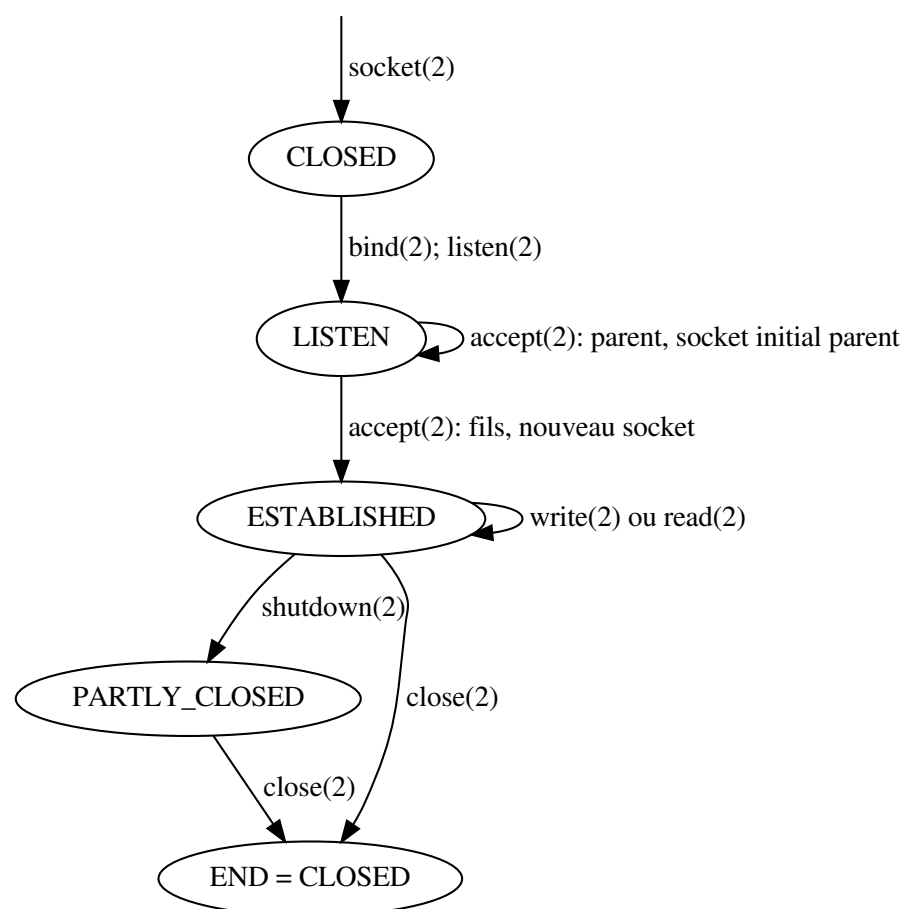 socket(2)
CLOSED
bind(2); listen(2)
LISTEN
accept(2): parent, socket initial parent
accept(2): fils, nouveau socket
ESTABLISHED
write(2) ou read(2)
shutdown(2)
PARTLY_CLOSED
close(2)
close(2)
END = CLOSED